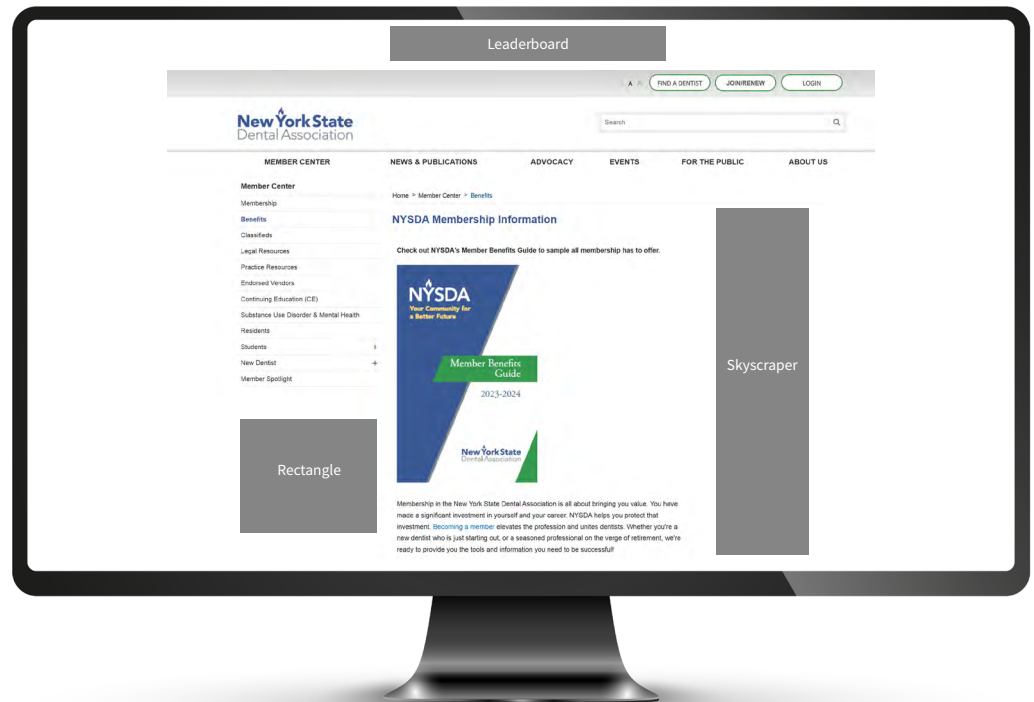 Leaderboard
A A FIND A DENTIST JOIN/RENEW LOGIN
New York State
Dental Association
Search
MEMBER CENTER NEWS & PUBLICATIONS ADVOCACY EVENTS FOR THE PUBLIC ABOUT US
Member Center
Membership
Benefits
Classifieds
Legal Resources
Practice Resources
Endorsed Vendors
Continuing Education (CE)
Substance Use Disorder & Mental Health
Residents
Students
New Dentist +
Member Spotlight
Rectangle
Home > Member Center > Benefits
NYSDA Membership Information
Check out NYSDA's Member Benefits Guide to sample all membership has to offer.
NYSDA
Your Community for
a Better Future
Member Benefits
Guide
2023-2024
New York State
Dental Association
Membership in the New York State Dental Association is all about bringing you value. You have
made a significant investment in yourself and your career. NYSDA helps you protect that
investment. Becoming a member elevates the profession and unites dentists. Whether you're a
new dentist who is just starting out, or a seasoned professional on the verge of retirement, we're
ready to provide you the tools and information you need to be successful!
Skyscraper